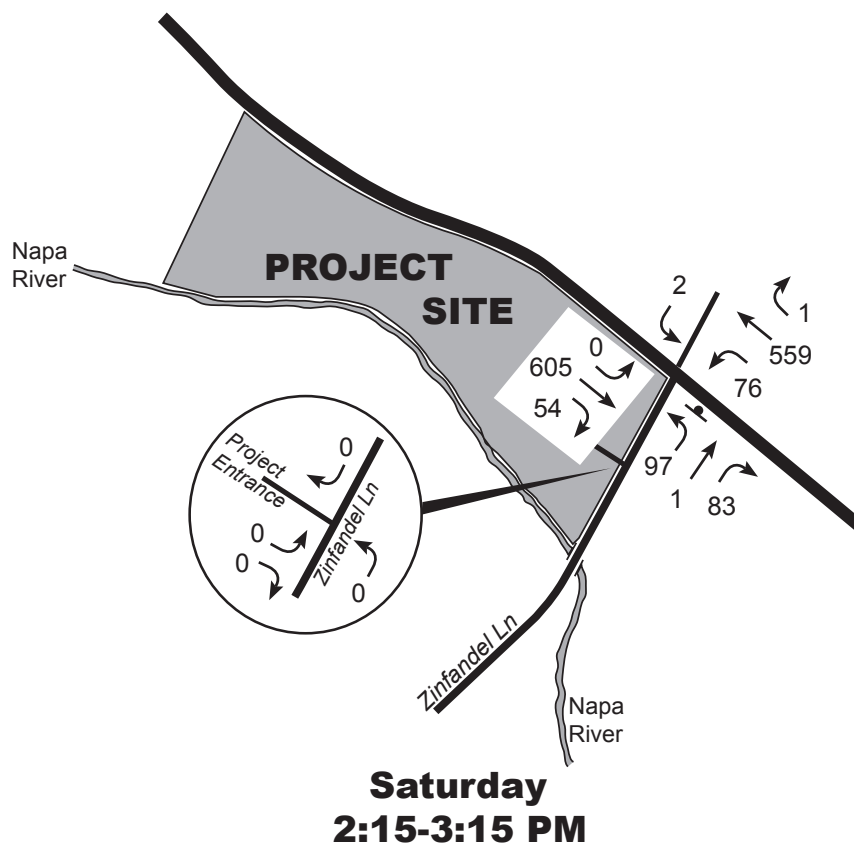 Napa
River
PROJECT
SITE
2
1
559
76
0
605
54
97
1
83
Project
Entrance
0
0
0
Zinfandel Ln
0
Zinfandel Ln
Napa
River
Saturday
2:15-3:15 PM